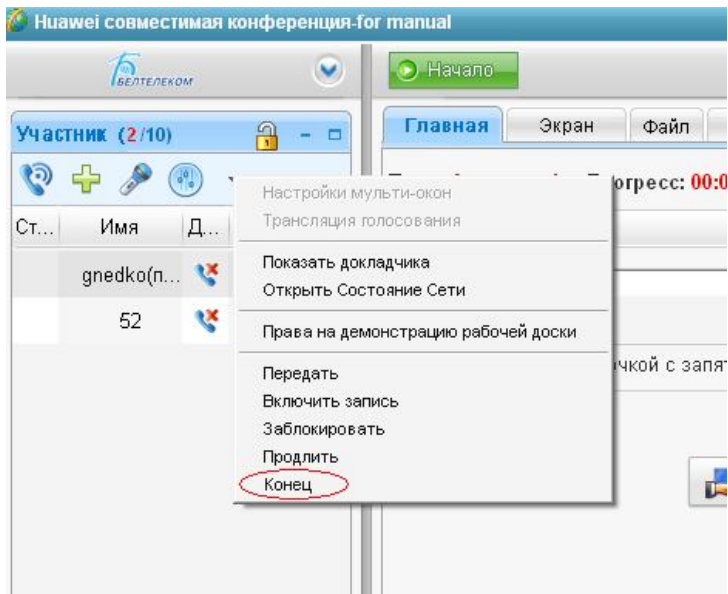 Huawei совместимая конференция-for manual
БЕЛТЕЛЕКОМ
Начало
Участник (2/10)
Главная Экран Файл
огресс: 00:0
Ст... Имя Д...
gnedko(п...
52
Настройки мульти-окон
Трансляция голосования
Показать докладчика
Открыть Состояние Сети
Права на демонстрацию рабочей доски
Передать
Включить запись
Заблокировать
Продлить
Конец
чкой с запят